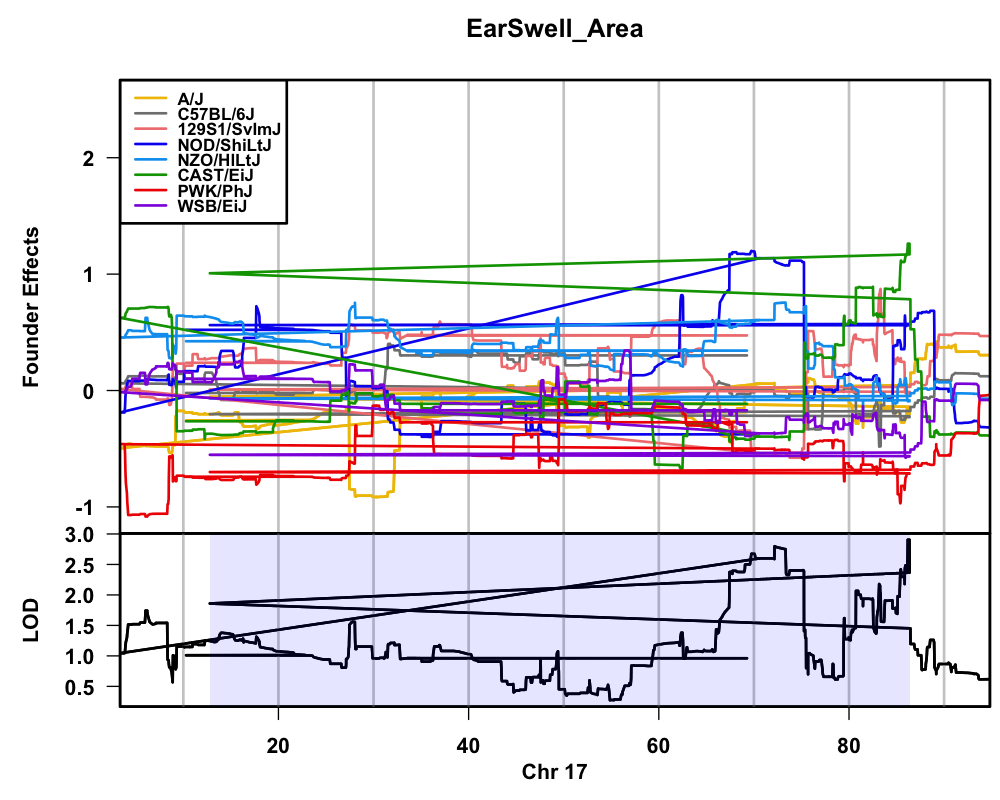 EarSwell_Area
A/J
C57BL/6J
129S1/SvImJ
NOD/ShiLtJ
NZO/HlLtJ
CAST/EiJ
PWK/PhJ
WSB/EiJ
Founder Effects
2
1
0
-1
LOD
3.0
2.5
2.0
1.5
1.0
0.5
20
40
60
80
Chr 17